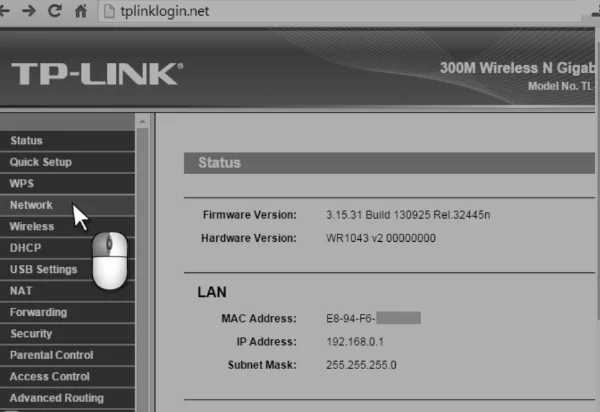 tplinklogin.net
TP-LINK®
300M Wireless N Gigab
Model No. TL-
Status
Quick Setup
WPS
Network
Wireless
DHCP
USB Settings
NAT
Forwarding
Security
Parental Control
Access Control
Advanced Routing
Status
Firmware Version: 3.15.31 Build 130925 Rel.32445n
Hardware Version: WR1043 v2 00000000
LAN
MAC Address: E8-94-F6-
IP Address: 192.168.0.1
Subnet Mask: 255.255.255.0